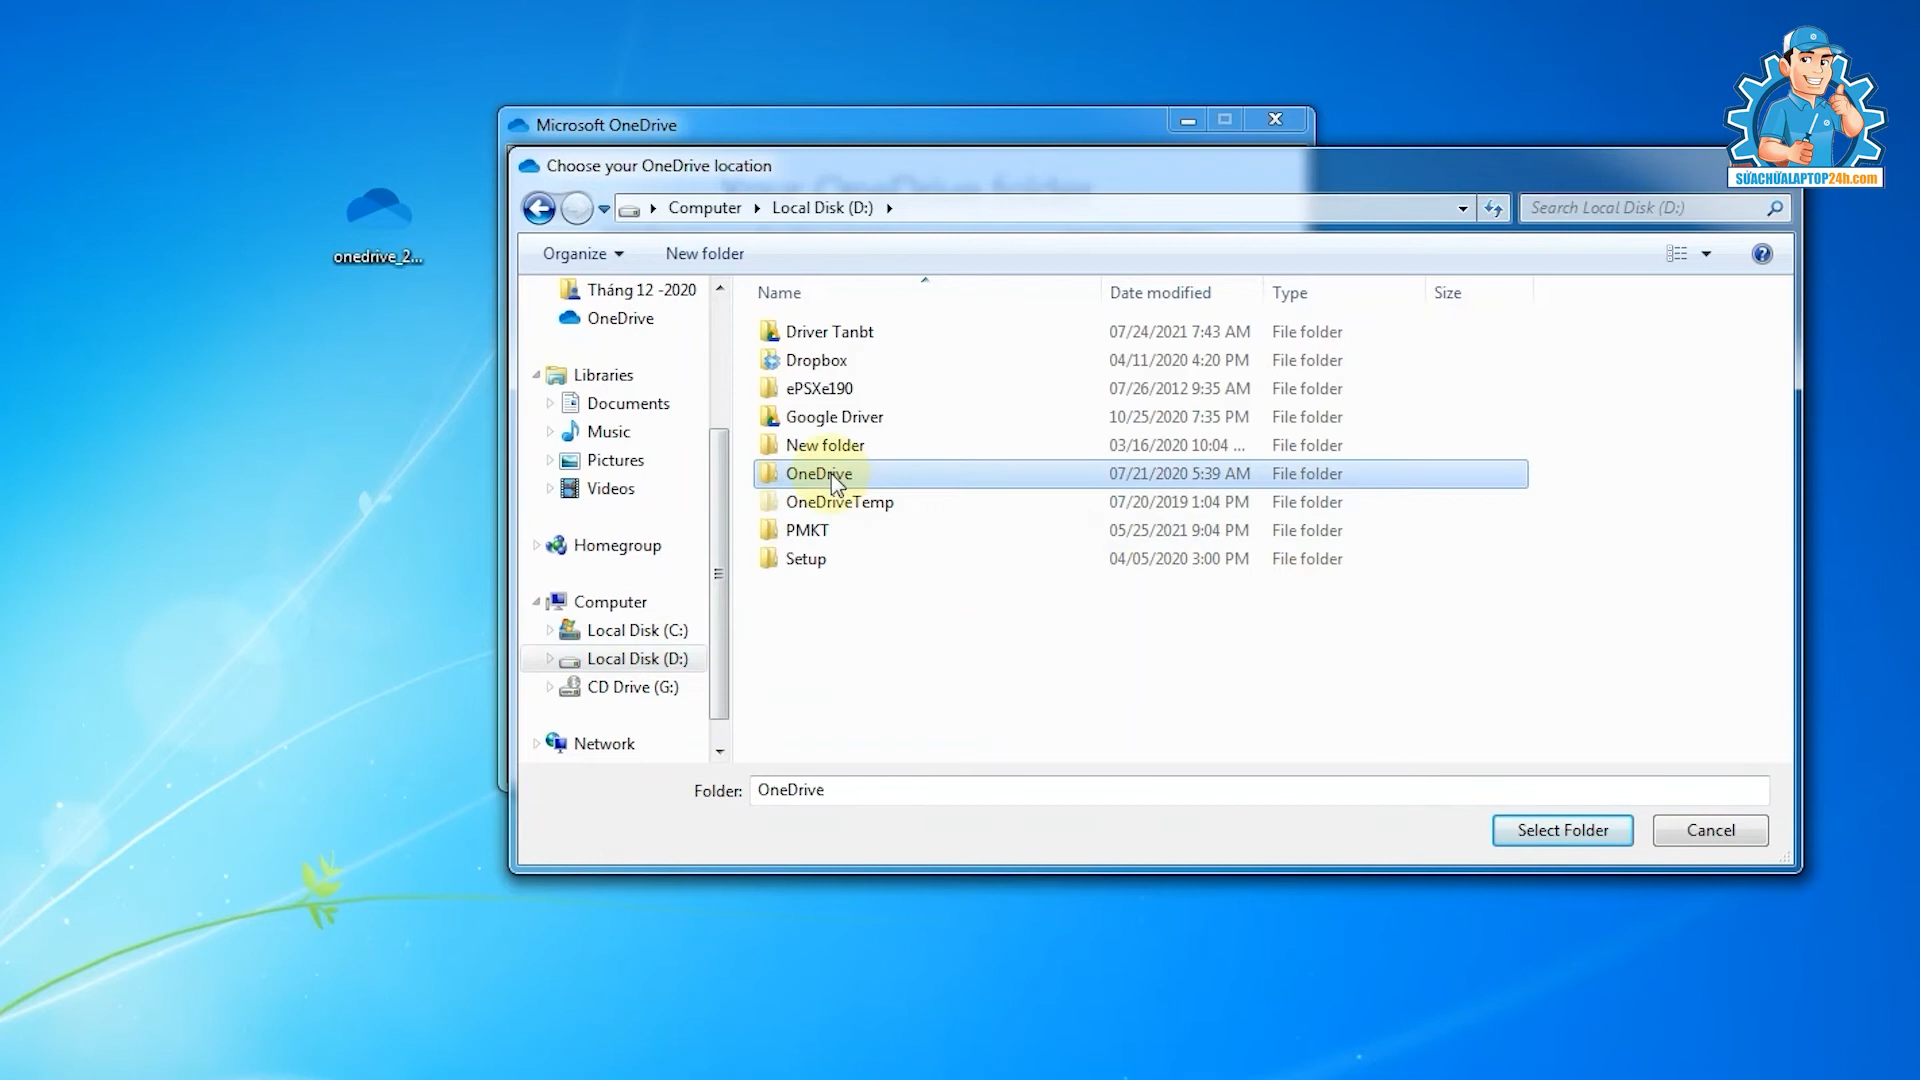 SỬACHỮALAPTOP24h.com
Microsoft OneDrive
Choose your OneDrive location
Your OneDrive folder
Computer
Local Disk (D:)
Search Local Disk (D:)
onedrive_2...
Organize
New folder
Tháng 12 -2020
OneDrive
Libraries
Documents
Music
Pictures
Videos
Homegroup
Computer
Local Disk (C:)
Local Disk (D:)
CD Drive (G:)
Network
Name Date modified Type Size
Driver Tanbt 07/24/2021 7:43 AM File folder
Dropbox 04/11/2020 4:20 PM File folder
ePSXe190 07/26/2012 9:35 AM File folder
Google Driver 10/25/2020 7:35 PM File folder
New folder 03/16/2020 10:04 ... File folder
OneDrive 07/21/2020 5:39 AM File folder
OneDriveTemp 07/20/2019 1:04 PM File folder
PMKT 05/25/2021 9:04 PM File folder
Setup 04/05/2020 3:00 PM File folder
Folder: OneDrive
Select Folder
Cancel